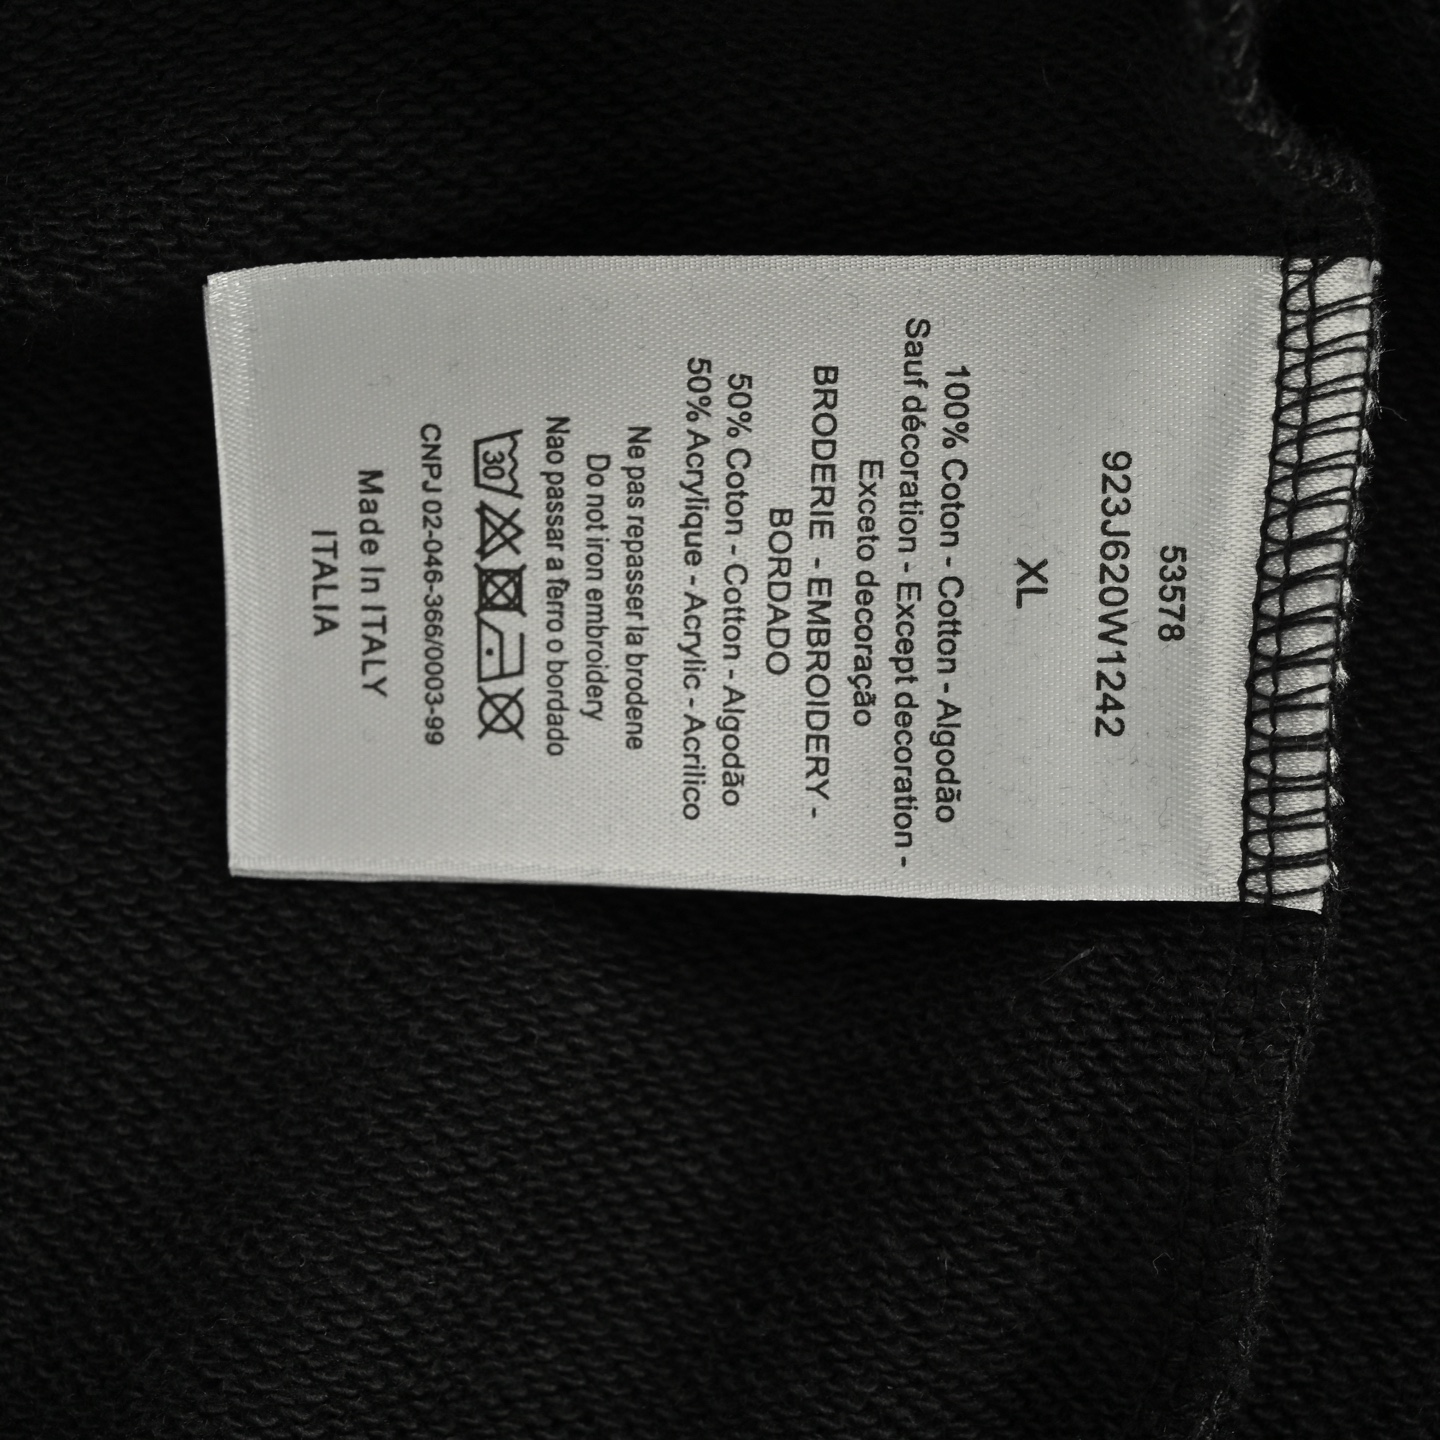 53578
923J620W1242
XL
100% Coton - Cotton - Algodão
Sauf décoration - Except decoration -
Exceto decoração
BRODERIE - EMBROIDERY -
BORDADO
50% Coton - Cotton - Algodão
50% Acrylique - Acrylic - Acrilico
Ne pas repasser la brodene
Do not iron embroidery
Nao passar a ferro o bordado
30
CNPJ 02-046-366/0003-99
Made In ITALY
ITALIA